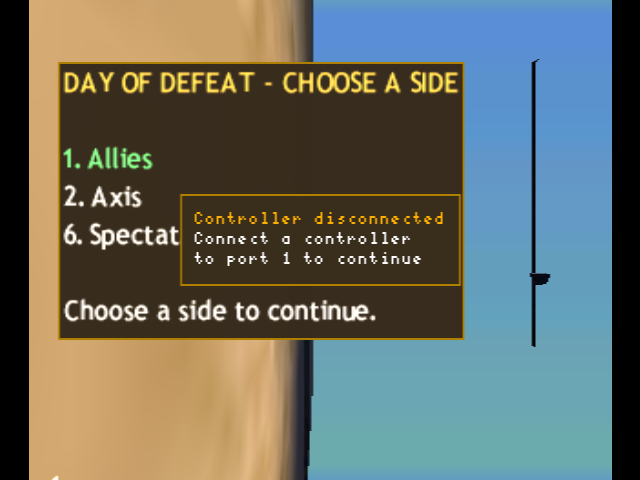 DAY OF DEFEAT - CHOOSE A SIDE
1. Allies
2. Axis
6. Spectat
Controller disconnected
Connect a controller
to port 1 to continue
Choose a side to continue.